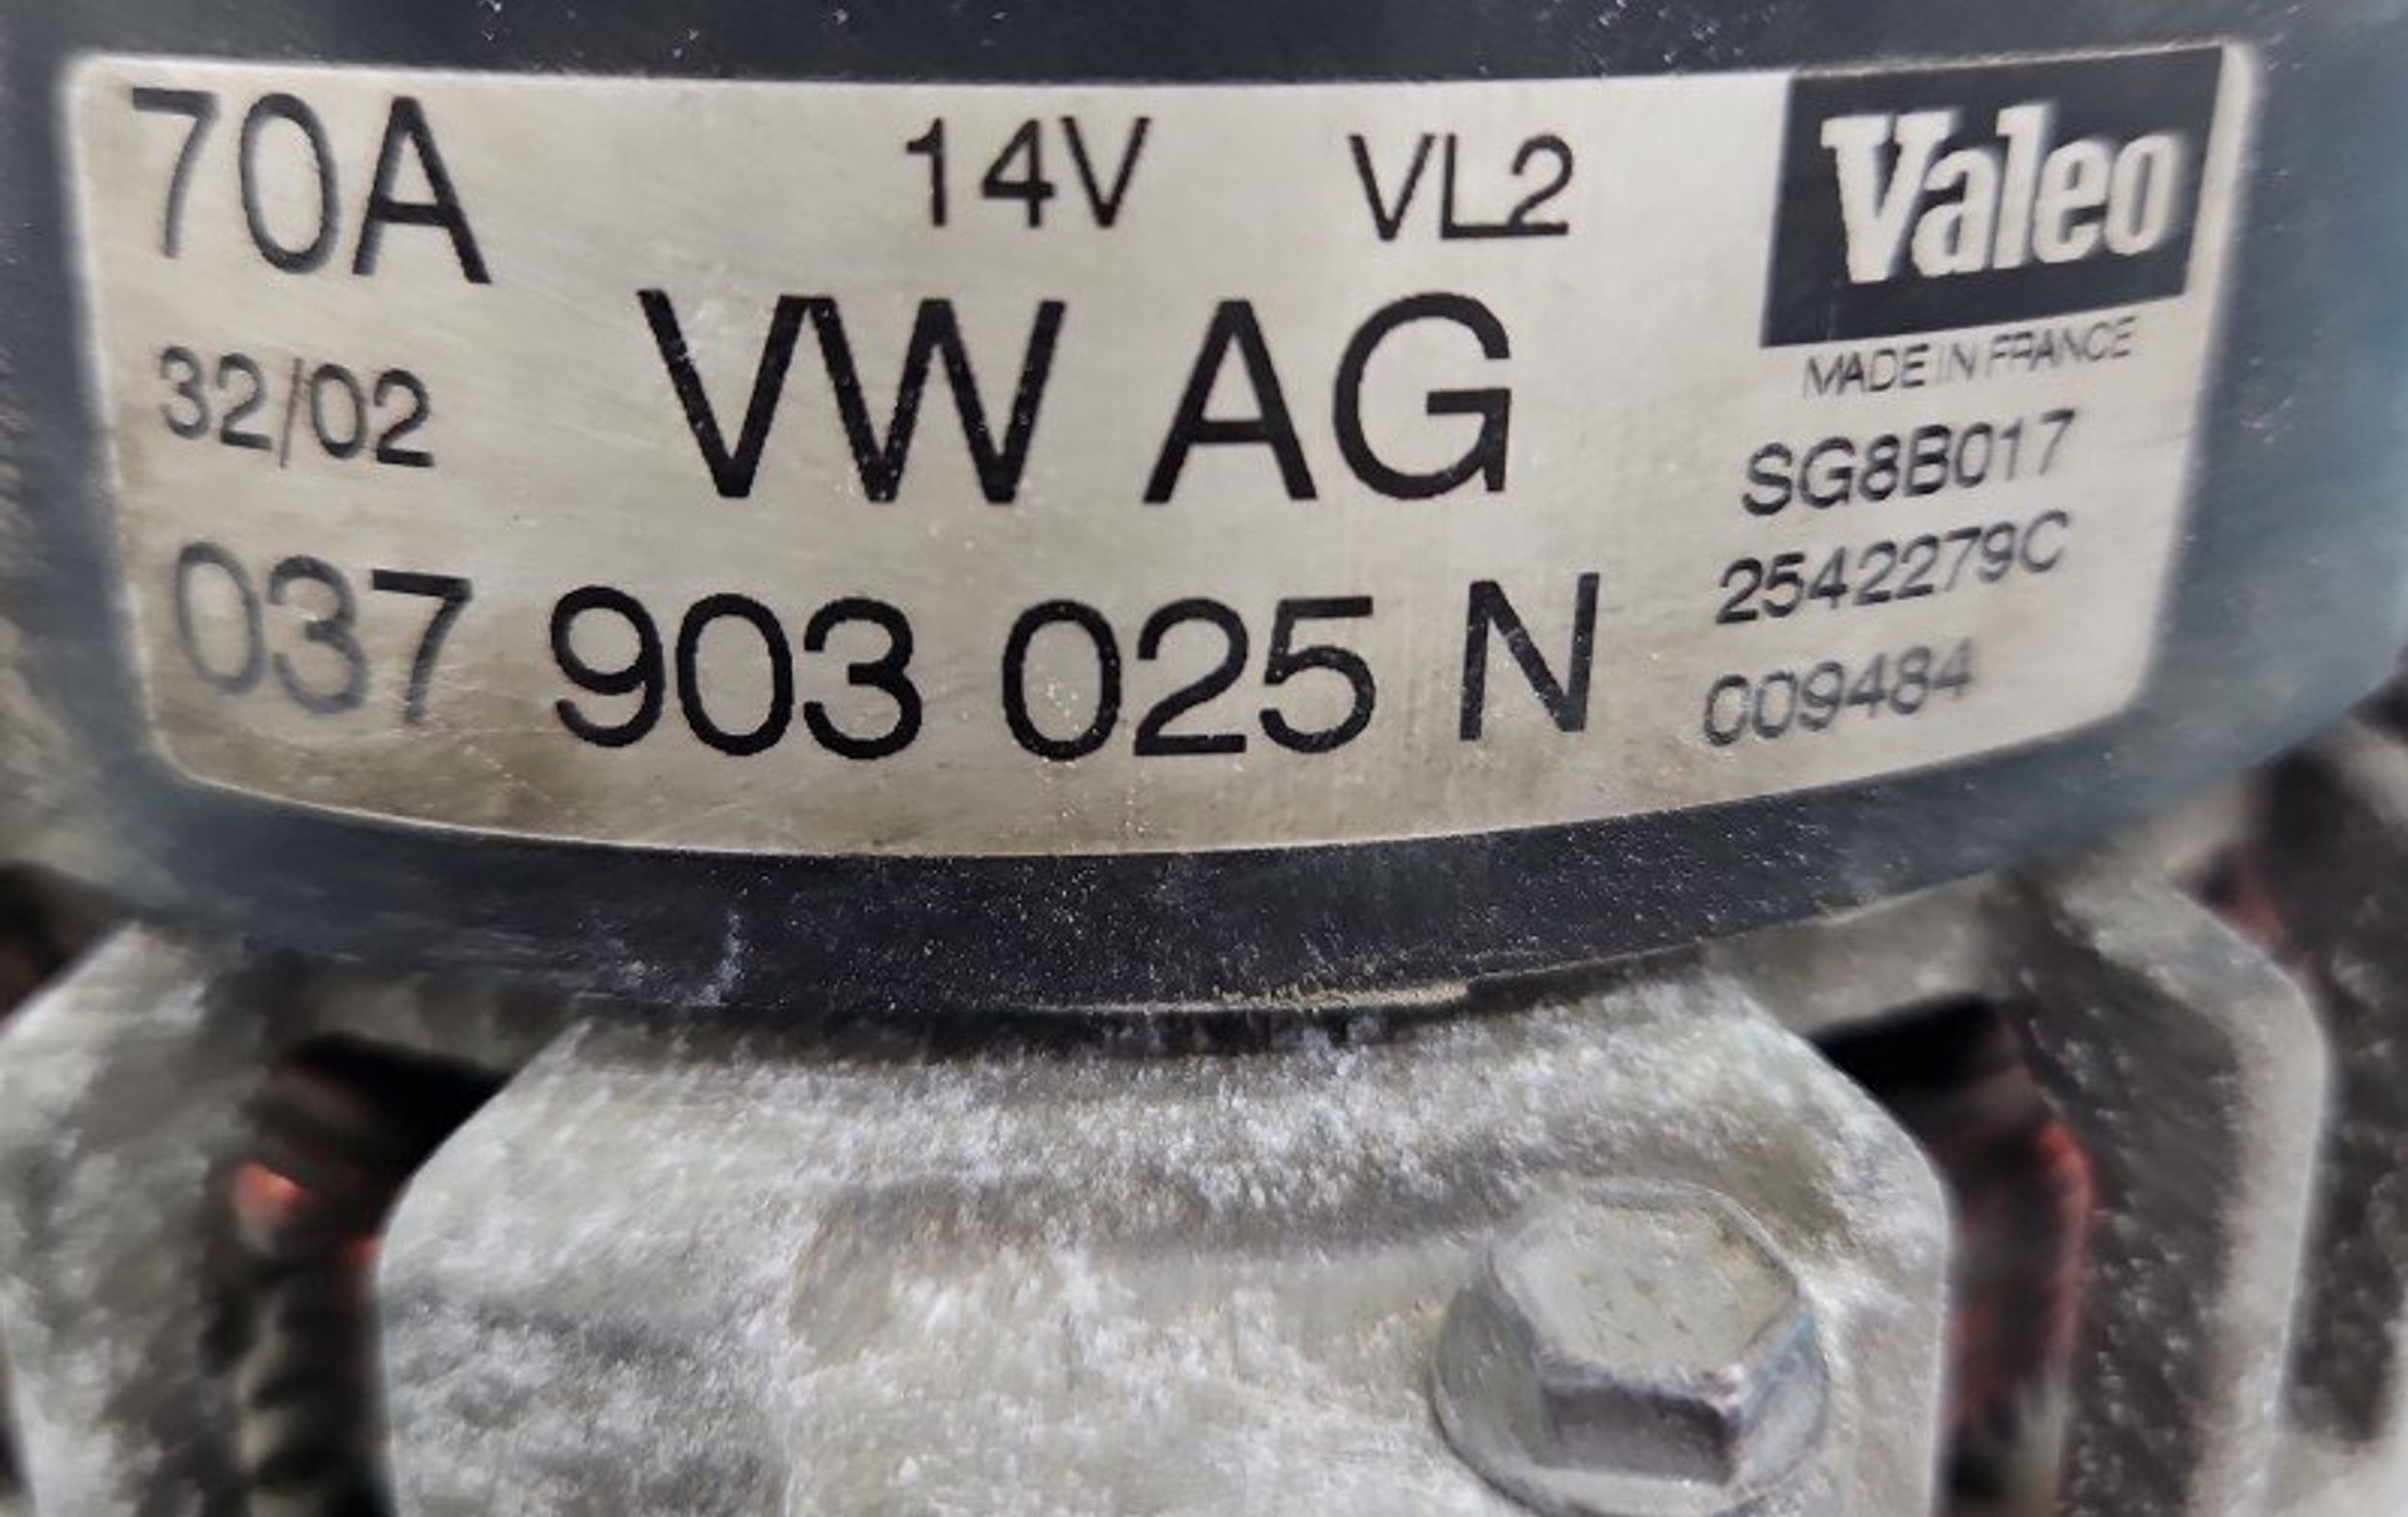 70A 14V VL2 Valeo
32/02 VW AG MADE IN FRANCE
SG8B017
2542279C
037 903 025 N 009484